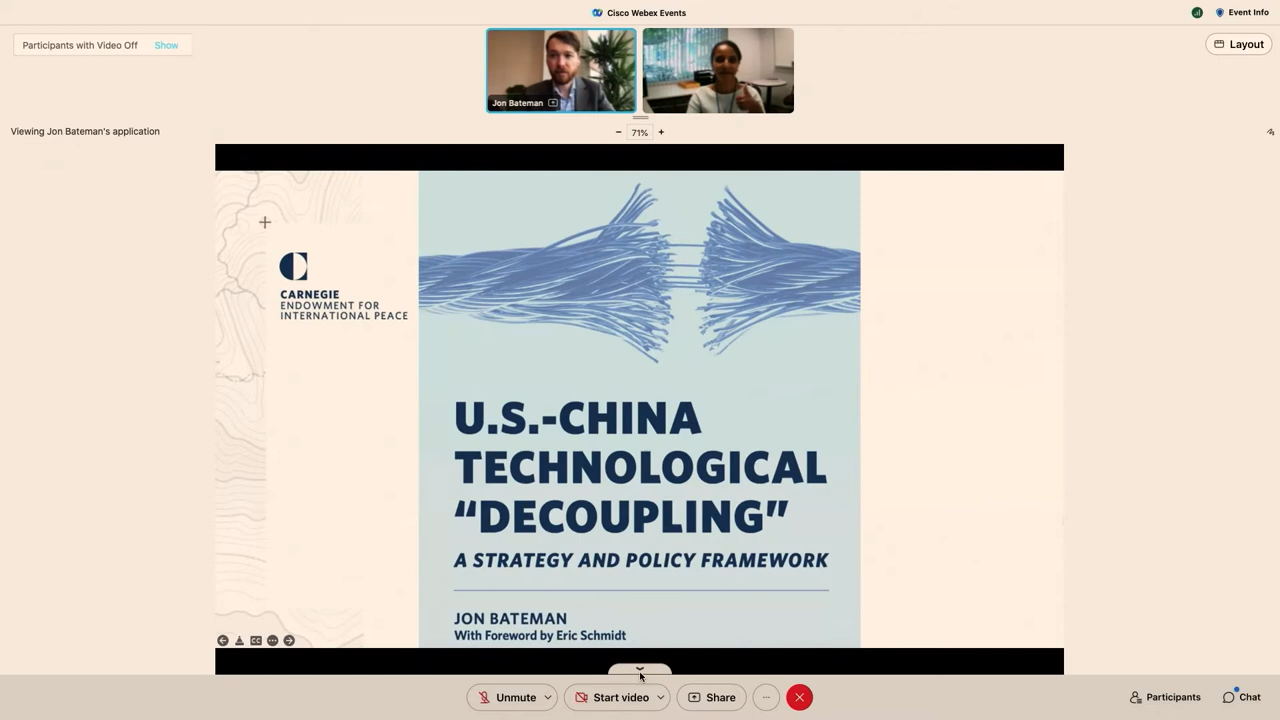 Cisco Webex Events
Event Info
Participants with Video Off Show
Layout
Jon Bateman
Viewing Jon Bateman's application
− 71% +
CARNEGIE
ENDOWMENT FOR
INTERNATIONAL PEACE
U.S.-CHINA
TECHNOLOGICAL
“DECOUPLING”
A STRATEGY AND POLICY FRAMEWORK
JON BATEMAN
With Foreword by Eric Schmidt
CC
Unmute
Start video
Share
Participants
Chat